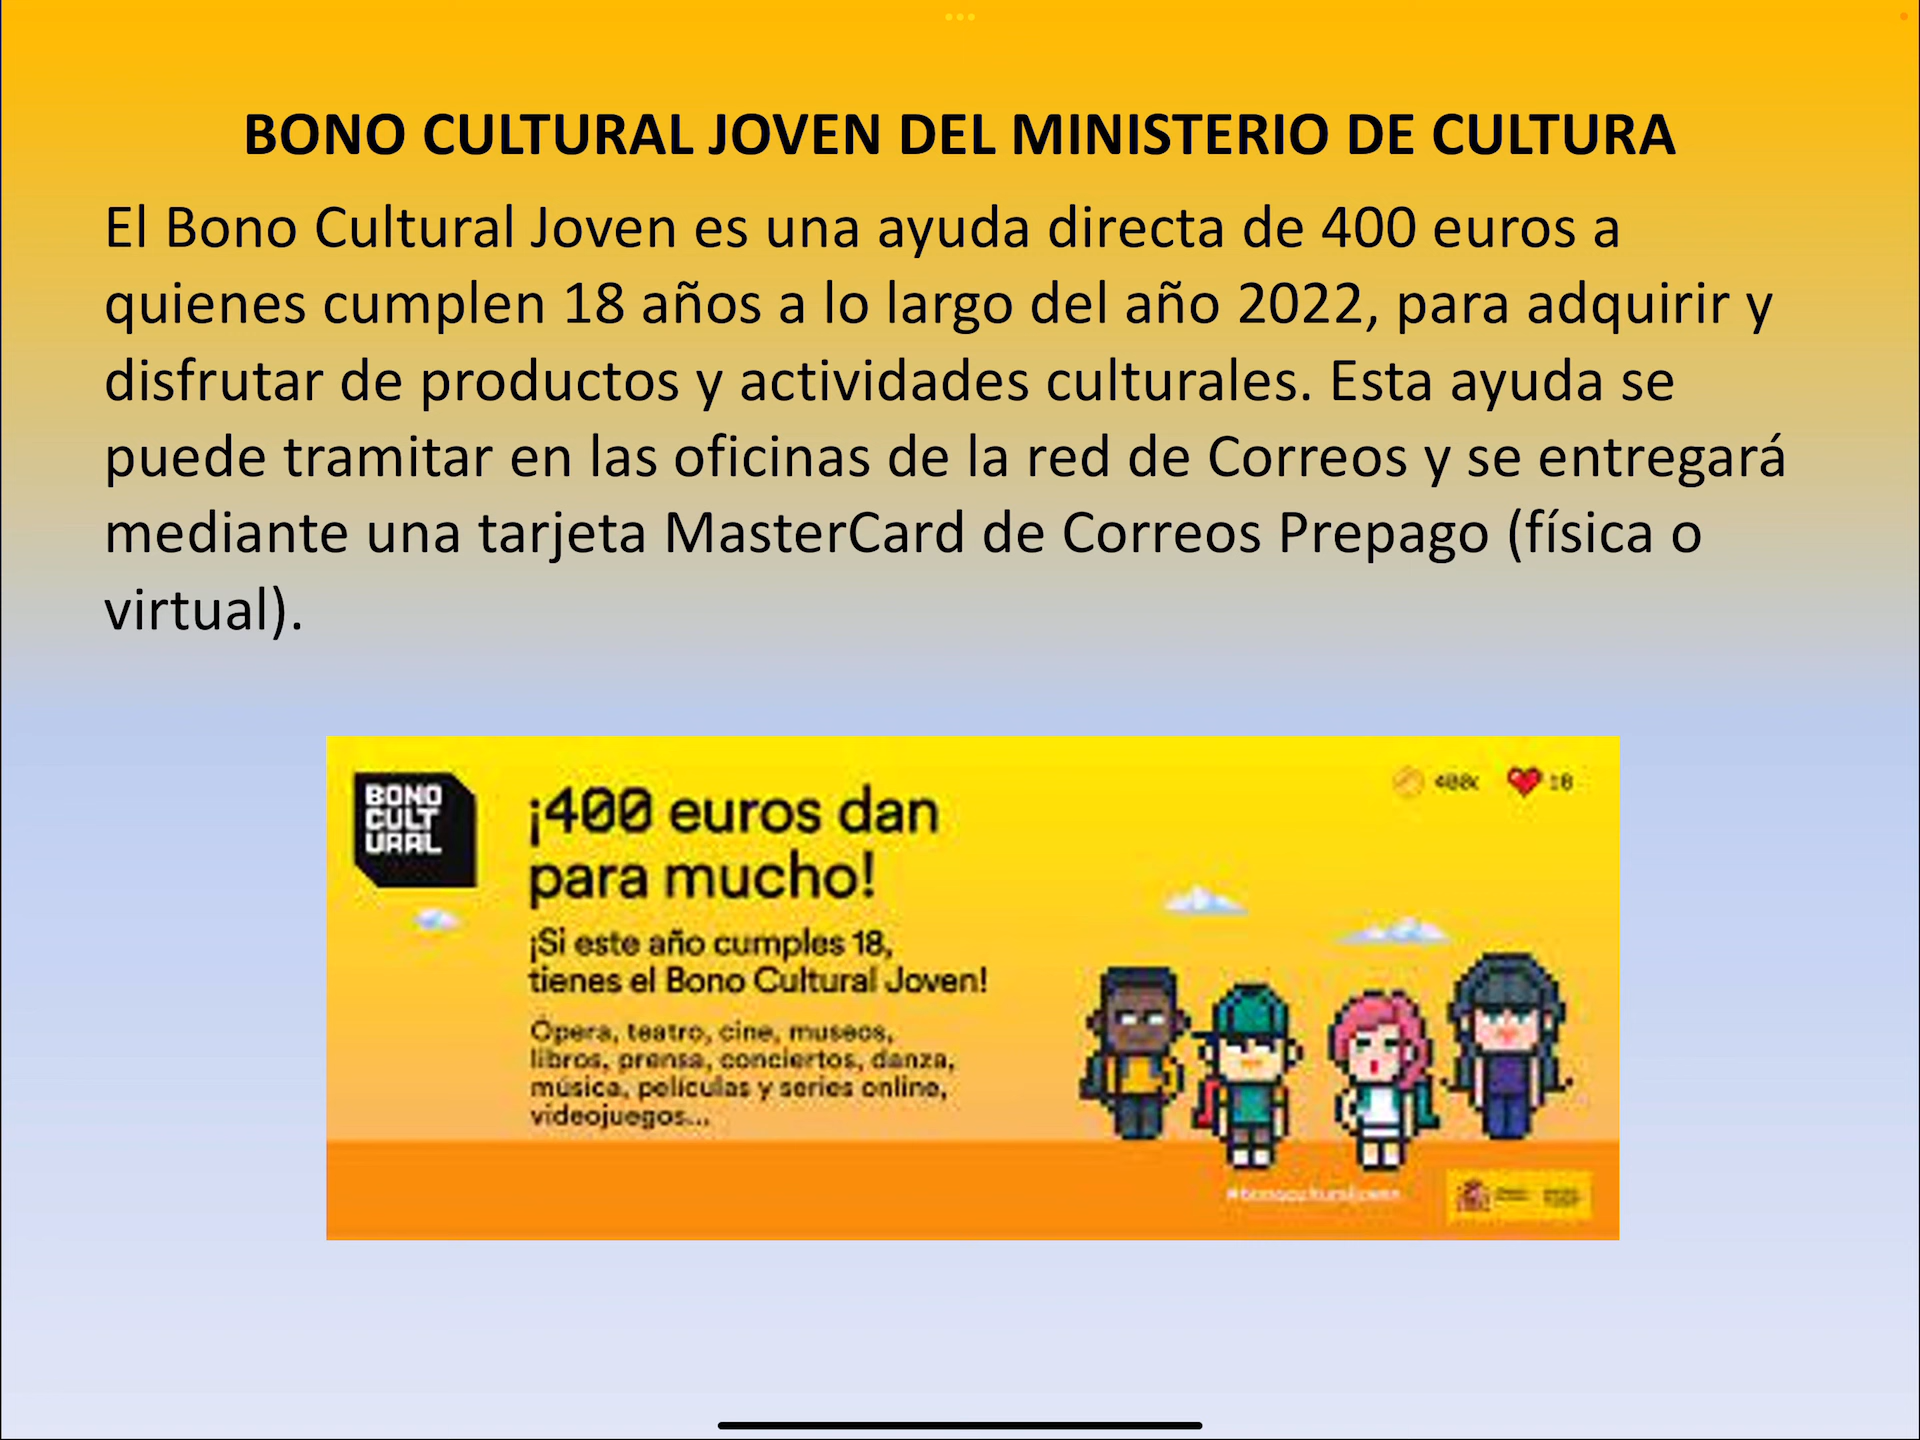 BONO CULTURAL JOVEN DEL MINISTERIO DE CULTURA
El Bono Cultural Joven es una ayuda directa de 400 euros a
quienes cumplen 18 años a lo largo del año 2022, para adquirir y
disfrutar de productos y actividades culturales. Esta ayuda se
puede tramitar en las oficinas de la red de Correos y se entregará
mediante una tarjeta MasterCard de Correos Prepago (física o
virtual).
BONO
CULT
URAL
¡400 euros dan
para mucho!
¡Si este año cumples 18,
tienes el Bono Cultural Joven!
Ópera, teatro, cine, museos,
libros, prensa, conciertos, danza,
música, películas y series online,
videojuegos...
400€
18
#bonoculturaljoven